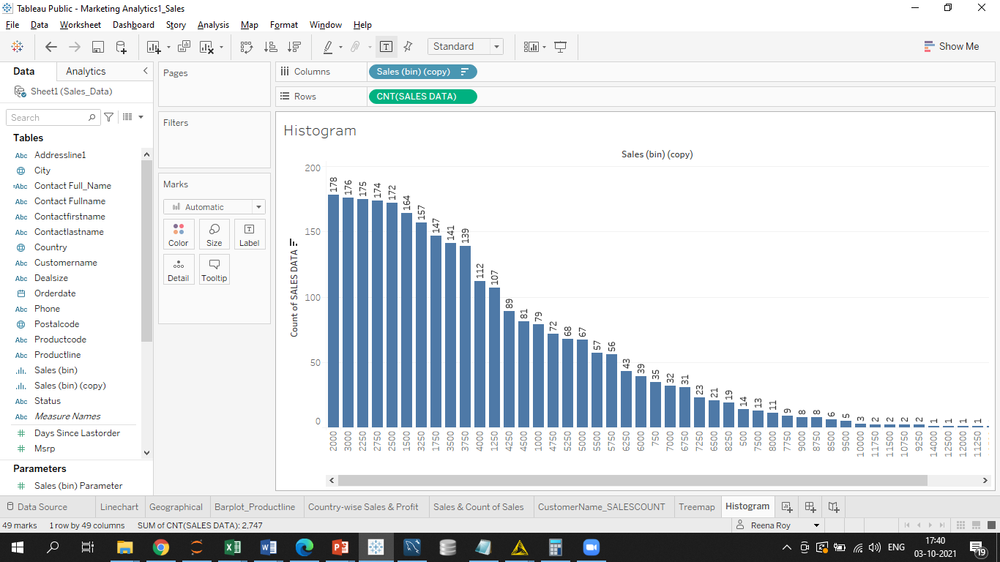 Tableau Public - Marketing Analytics1_Sales
File Data Worksheet Dashboard Story Analysis Map Format Window Help
Standard
Show Me
Data Analytics
Sheet1 (Sales_Data)
Search
Tables
Abc Addressline1
City
=Abc Contact Full_Name
Abc Contact Fullname
Abc Contactfirstname
Abc Contactlastname
Country
Abc Customername
Abc Dealsize
Orderdate
Abc Phone
Postalcode
Abc Productcode
Abc Productline
Sales (bin)
Sales (bin) (copy)
Abc Status
Abc Measure Names
# Days Since Lastorder
# Msrp
Parameters
# Sales (bin) Parameter
Pages
Filters
Marks
Automatic
Color Size T Label
Detail Tooltip
Columns Sales (bin) (copy)
Rows CNT(SALES DATA)
Histogram
Sales (bin) (copy)
Count of SALES DATA
200
150
100
50
0
178 176 175 174 172 164 157 147 141 139 112 107 89 81 79 72 68 67 57 56 43 39 35 32 31 23 21 19 14 13 11 9 8 8 6 5 3 2 2 2 2 1 1 1 1
2000 3000 2250 2750 2500 1500 3250 1750 3500 3750 4000 1250 4250 4500 1000 4750 5250 5000 5500 5750 6250 6000 750 7000 6750 7250 6500 8250 500 7500 8000 7750 9000 8750 8500 9500 10000 11750 11500 10750 9250 14000 12500 12000 11250
Data Source Linechart Geographical Barplot_Productline Country-wise Sales & Profit Sales & Count of Sales CustomerName_SALESCOUNT Treemap Histogram
49 marks 1 row by 49 columns SUM of CNT(SALES DATA): 2,747
Reena Roy
ENG
17:40
03-10-2021
19